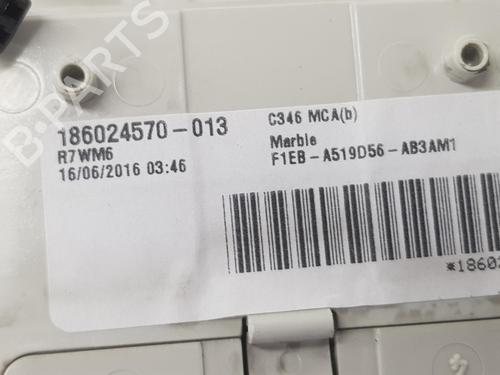 186024570-013
R7WM6
16/06/2016 03:46
C346 MCA(b)
Marble
F1EB-A519D56-AB3AM1
*1860
B-PARTS